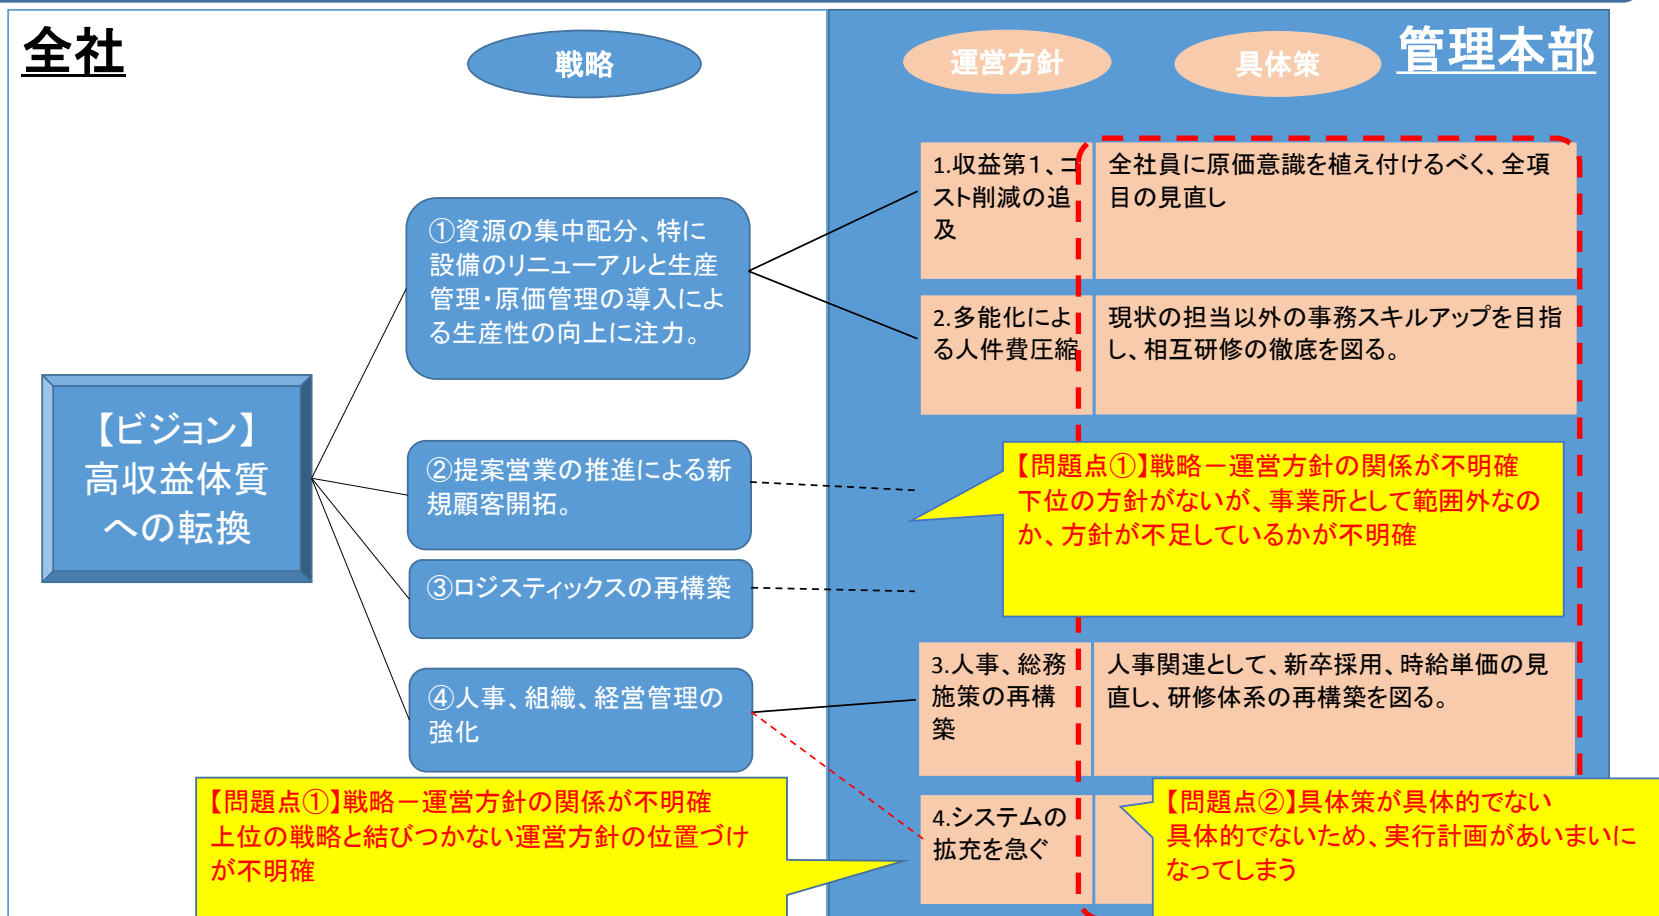 全社
戦略
運営方針
具体策
管理本部
【ビジョン】
高収益体質
への転換
①資源の集中配分、特に
設備のリニューアルと生産
管理・原価管理の導入によ
る生産性の向上に注力。
②提案営業の推進による新
規顧客開拓。
③ロジスティックスの再構築
④人事、組織、経営管理の
強化
1.収益第1、コ
スト削減の追
及
全社員に原価意識を植え付けるべく、全項
目の見直し
2.多能化によ
る人件費圧縮
現状の担当以外の事務スキルアップを目指
し、相互研修の徹底を図る。
【問題点①】戦略－運営方針の関係が不明確
下位の方針がないが、事業所として範囲外なの
か、方針が不足しているかが不明確
3.人事、総務
施策の再構
築
人事関連として、新卒採用、時給単価の見
直し、研修体系の再構築を図る。
4.システムの
拡充を急ぐ
【問題点①】戦略－運営方針の関係が不明確
上位の戦略と結びつかない運営方針の位置づけ
が不明確
【問題点②】具体策が具体的でない
具体的でないため、実行計画があいまいに
なってしまう